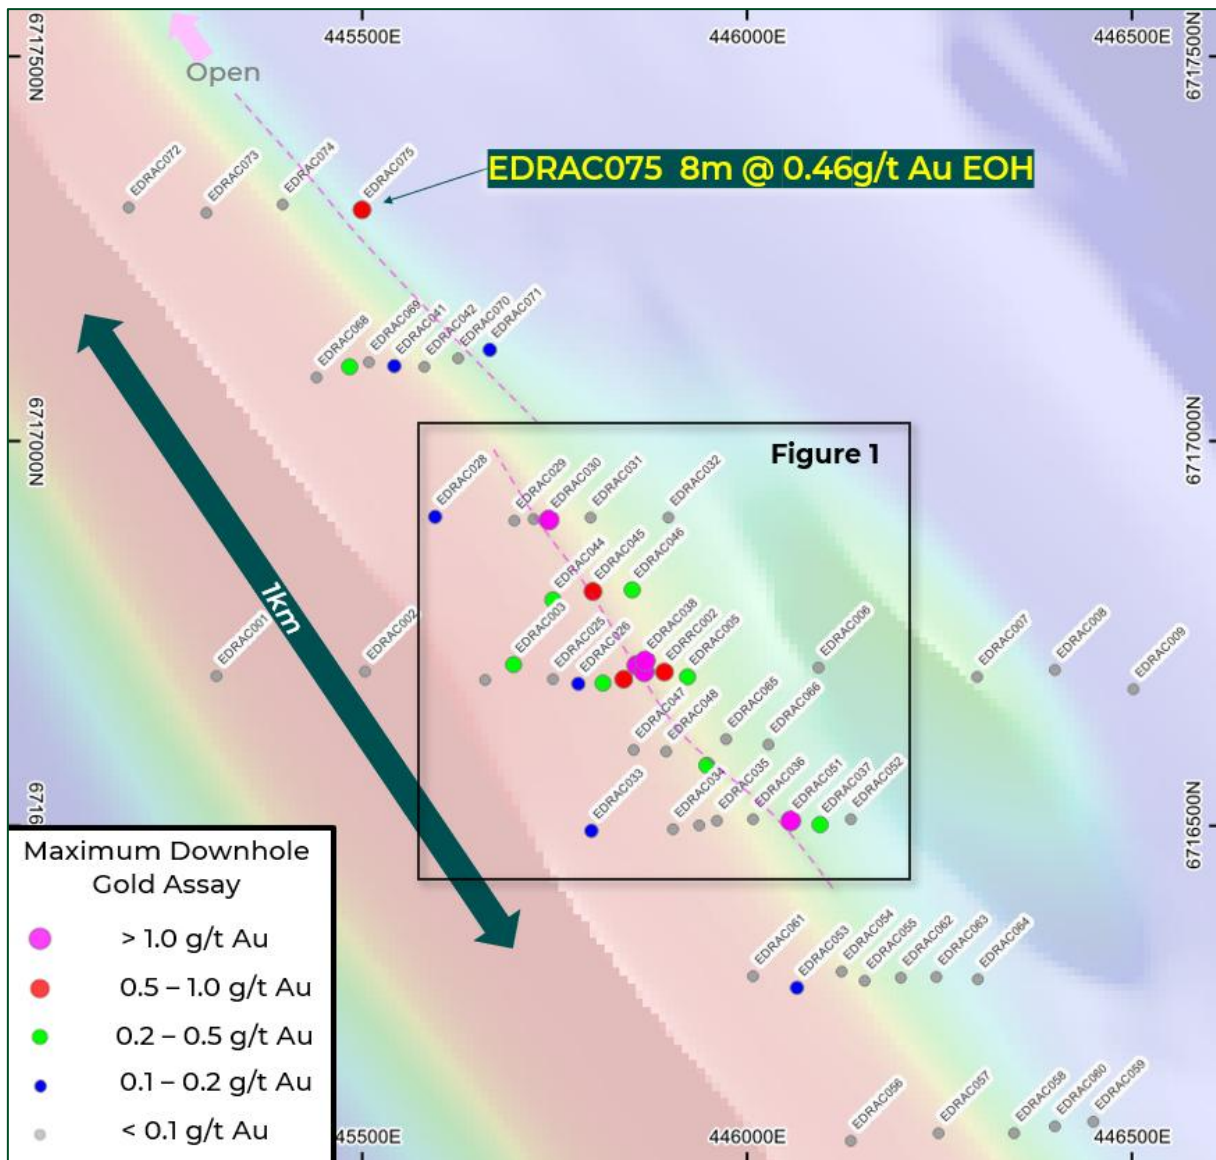 445500E
446000E
446500E
6717500N
6717500N
Open
EDRAC072
EDRAC073
EDRAC074
EDRAC075
EDRAC075 8m @ 0.46g/t Au EOH
EDRAC068
EDRAC069
EDRAC041
EDRAC042
EDRAC070
EDRAC071
6717000N
6717000N
Figure 1
EDRAC028
EDRAC029
EDRAC030
EDRAC031
EDRAC032
EDRAC044
EDRAC045
EDRAC046
1km
EDRAC001
EDRAC002
EDRAC003
EDRAC025
EDRAC026
EDRAC038
EDRRC002
EDRAC005
EDRAC006
EDRAC007
EDRAC008
EDRAC009
EDRAC047
EDRAC048
EDRAC065
EDRAC066
EDRAC033
EDRAC034
EDRAC035
EDRAC036
EDRAC051
EDRAC037
EDRAC052
6716
6716500N
Maximum Downhole
Gold Assay
> 1.0 g/t Au
0.5 – 1.0 g/t Au
0.2 – 0.5 g/t Au
0.1 – 0.2 g/t Au
< 0.1 g/t Au
EDRAC061
EDRAC053
EDRAC054
EDRAC055
EDRAC062
EDRAC063
EDRAC064
EDRAC056
EDRAC057
EDRAC058
EDRAC060
EDRAC059
45500E
446000E
446500E